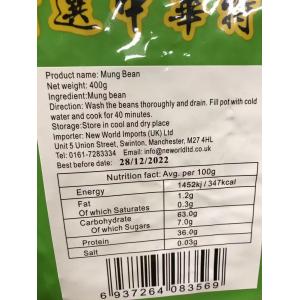 選中華特
Product name: Mung Bean
Net weight: 400g
Ingredient:Mung bean
Direction: Wash the beans thoroughly and drain. Fill pot with cold
water and cook for 40 minutes.
Storage:Store in cool and dry place
Importer: New World Imports (UK) Ltd
Unit 5 Union Street, Swinton, Manchester, M27 4HL
Tel: 0161-7283334 Email: info@newworldltd.co.uk
Best before date: 28/12/2022
Nutrition fact: Avg. per 100g
Energy 1452kj / 347kcal
Fat 1.2g
Of which Saturates 0.3g
Carbohydrate 63.0g
Of which Sugars 7.0g
Protein 36.0g
Salt 0.03g
6 937264 083569